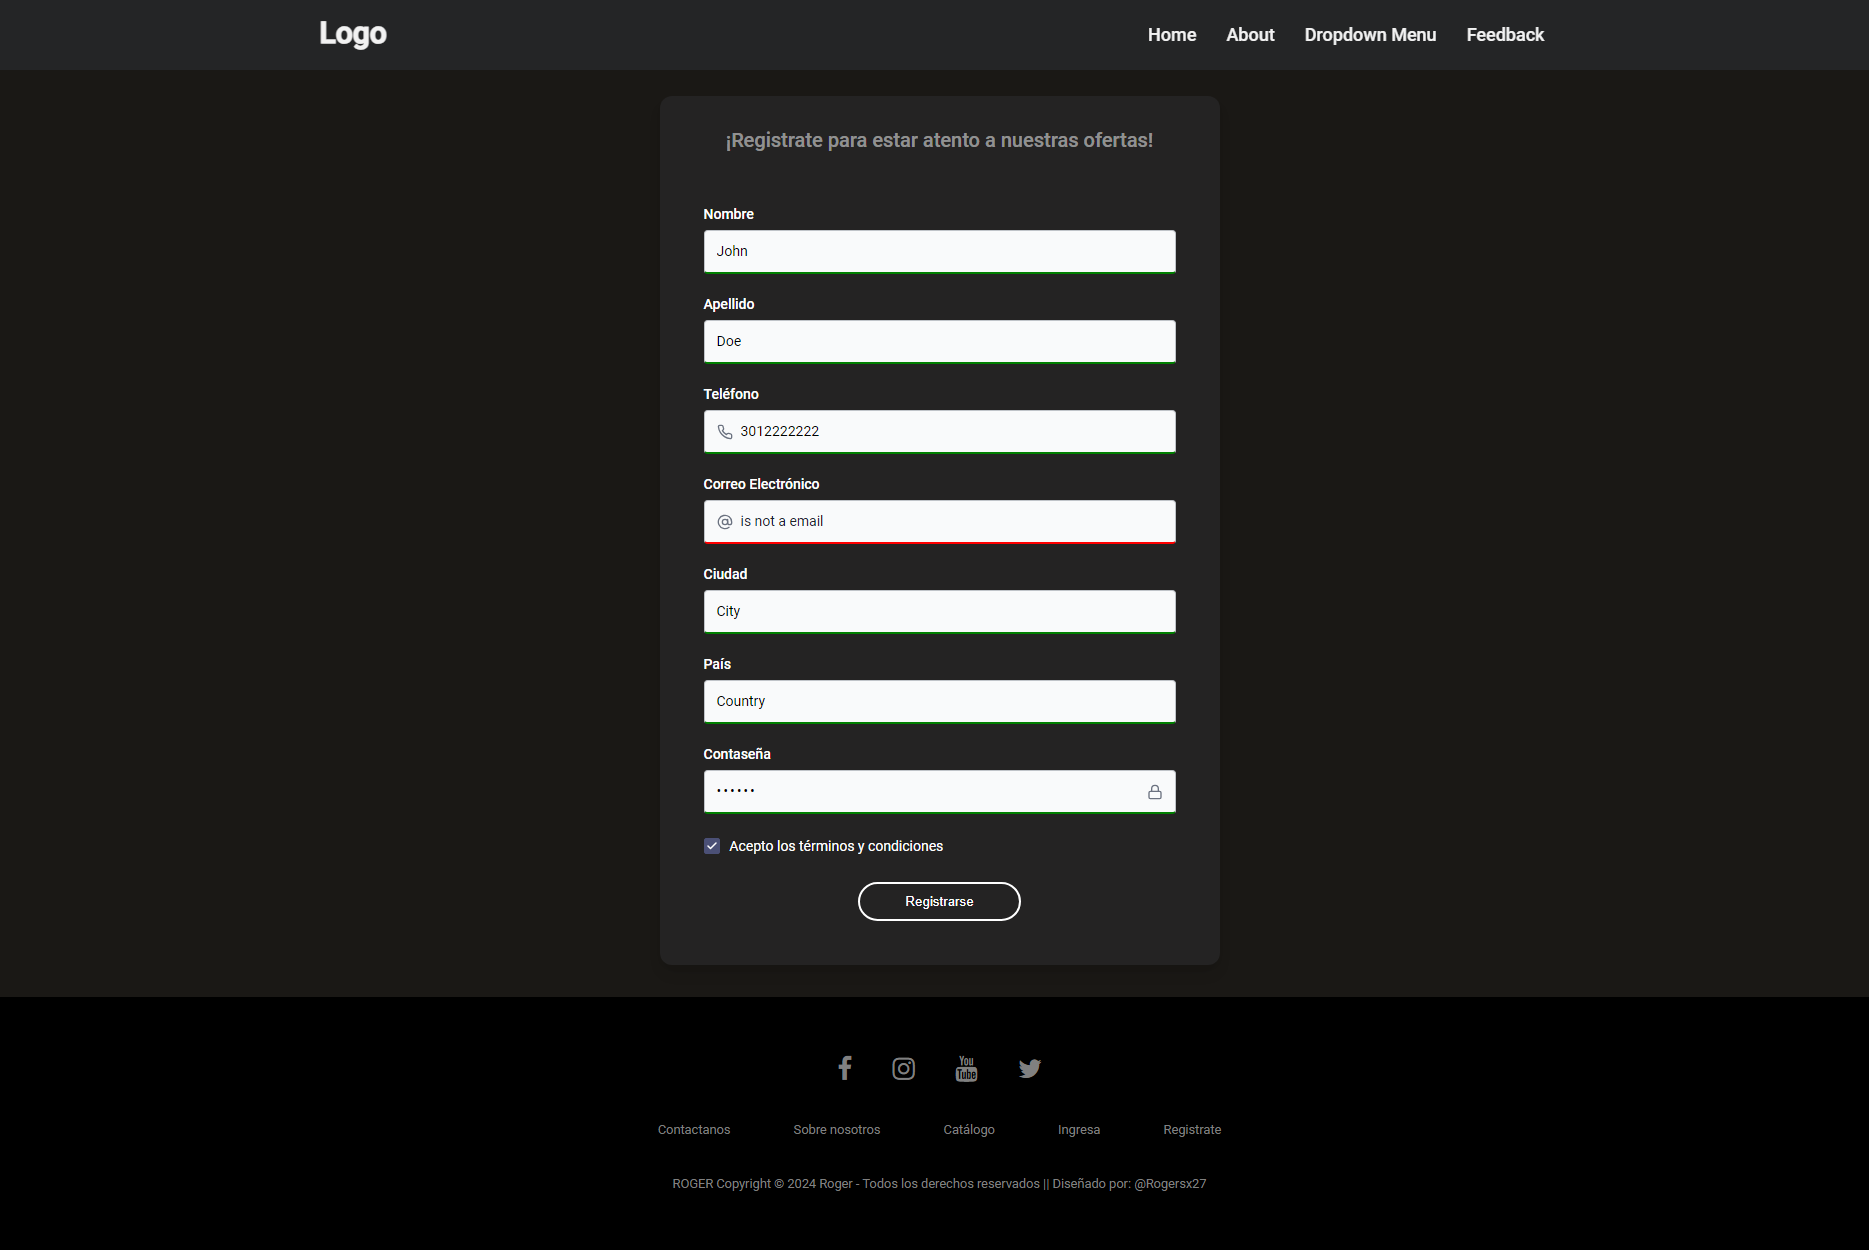 Logo
Home About Dropdown Menu Feedback
¡Registrate para estar atento a nuestras ofertas!
Nombre
John
Apellido
Doe
Teléfono
3012222222
Correo Electrónico
is not a email
Ciudad
City
País
Country
Contaseña
••••••
Acepto los términos y condiciones
Registrarse
You
Tube
Contactanos Sobre nosotros Catálogo Ingresa Registrate
ROGER Copyright © 2024 Roger - Todos los derechos reservados || Diseñado por: @Rogersx27